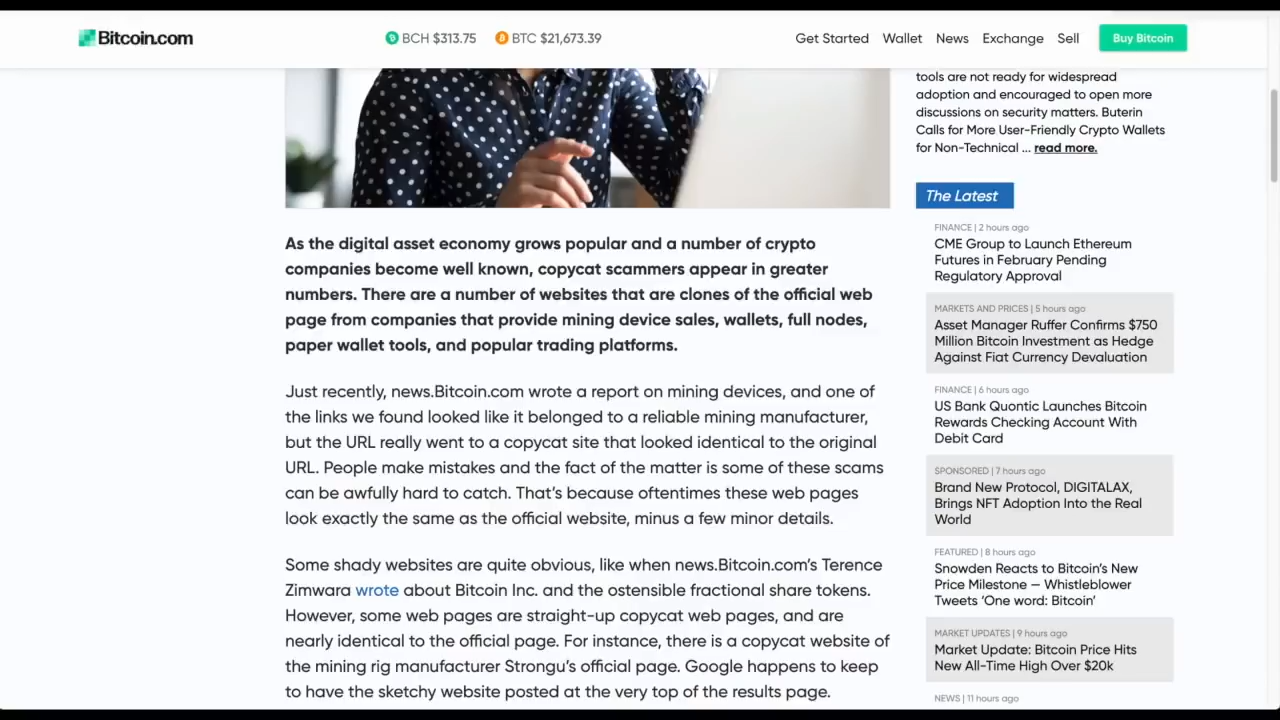 Bitcoin.com
BCH $313.75
BTC $21,673.39
Get Started Wallet News Exchange Sell Buy Bitcoin
As the digital asset economy grows popular and a number of crypto
companies become well known, copycat scammers appear in greater
numbers. There are a number of websites that are clones of the official web
page from companies that provide mining device sales, wallets, full nodes,
paper wallet tools, and popular trading platforms.
Just recently, news.Bitcoin.com wrote a report on mining devices, and one of
the links we found looked like it belonged to a reliable mining manufacturer,
but the URL really went to a copycat site that looked identical to the original
URL. People make mistakes and the fact of the matter is some of these scams
can be awfully hard to catch. That’s because oftentimes these web pages
look exactly the same as the official website, minus a few minor details.
Some shady websites are quite obvious, like when news.Bitcoin.com’s Terence
Zimwara wrote about Bitcoin Inc. and the ostensible fractional share tokens.
However, some web pages are straight-up copycat web pages, and are
nearly identical to the official page. For instance, there is a copycat website of
the mining rig manufacturer Strongu’s official page. Google happens to keep
to have the sketchy website posted at the very top of the results page.
tools are not ready for widespread
adoption and encouraged to open more
discussions on security matters. Buterin
Calls for More User-Friendly Crypto Wallets
for Non-Technical ... read more.
The Latest
FINANCE | 2 hours ago
CME Group to Launch Ethereum
Futures in February Pending
Regulatory Approval
MARKETS AND PRICES | 5 hours ago
Asset Manager Ruffer Confirms $750
Million Bitcoin Investment as Hedge
Against Fiat Currency Devaluation
FINANCE | 6 hours ago
US Bank Quontic Launches Bitcoin
Rewards Checking Account With
Debit Card
SPONSORED | 7 hours ago
Brand New Protocol, DIGITALAX,
Brings NFT Adoption Into the Real
World
FEATURED | 8 hours ago
Snowden Reacts to Bitcoin’s New
Price Milestone — Whistleblower
Tweets ‘One word: Bitcoin’
MARKET UPDATES | 9 hours ago
Market Update: Bitcoin Price Hits
New All-Time High Over $20k
NEWS | 11 hours ago